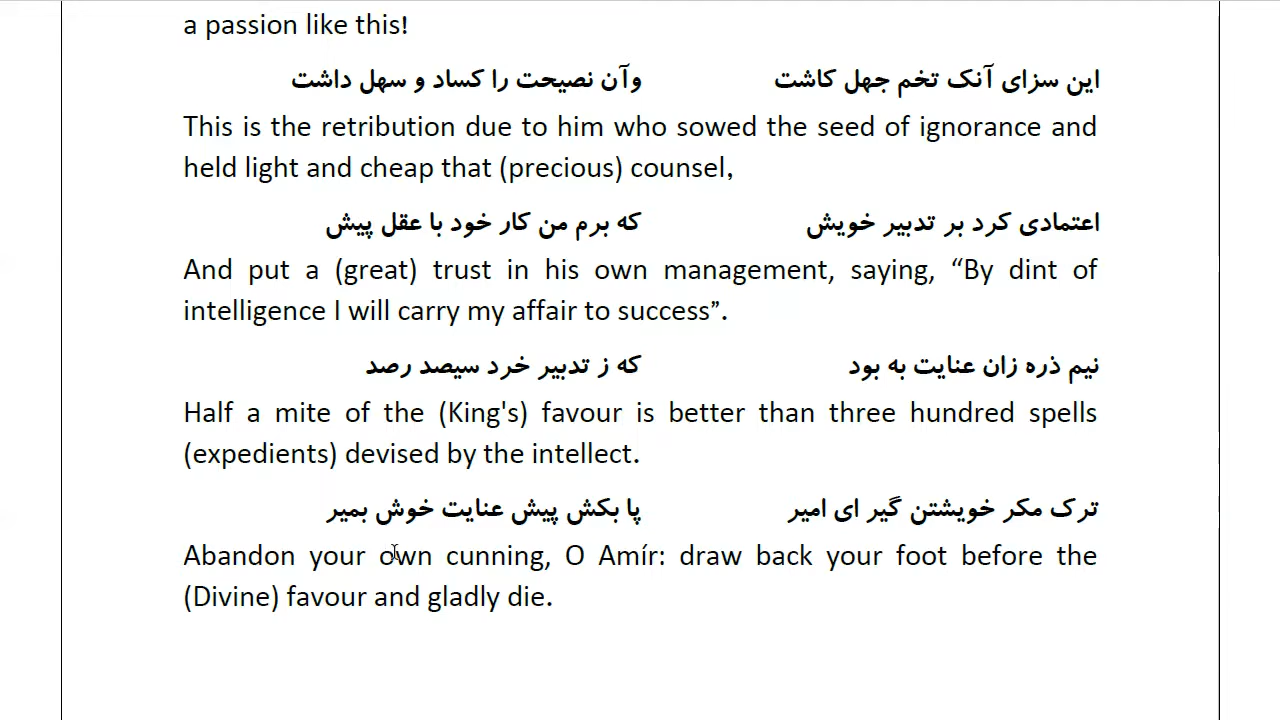 a passion like this!
این سزای آنک تخم جهل کاشت وآن نصیحت را کساد و سهل داشت
This is the retribution due to him who sowed the seed of ignorance and
held light and cheap that (precious) counsel,
اعتمادی کرد بر تدبیر خویش که برم من کار خود با عقل پیش
And put a (great) trust in his own management, saying, “By dint of
intelligence I will carry my affair to success”.
نیم ذره زان عنایت به بود که ز تدبیر خرد سیصد رصد
Half a mite of the (King's) favour is better than three hundred spells
(expedients) devised by the intellect.
ترک مکر خویشتن گیر ای امیر پا بکش پیش عنایت خوش بمیر
Abandon your own cunning, O Amír: draw back your foot before the
(Divine) favour and gladly die.